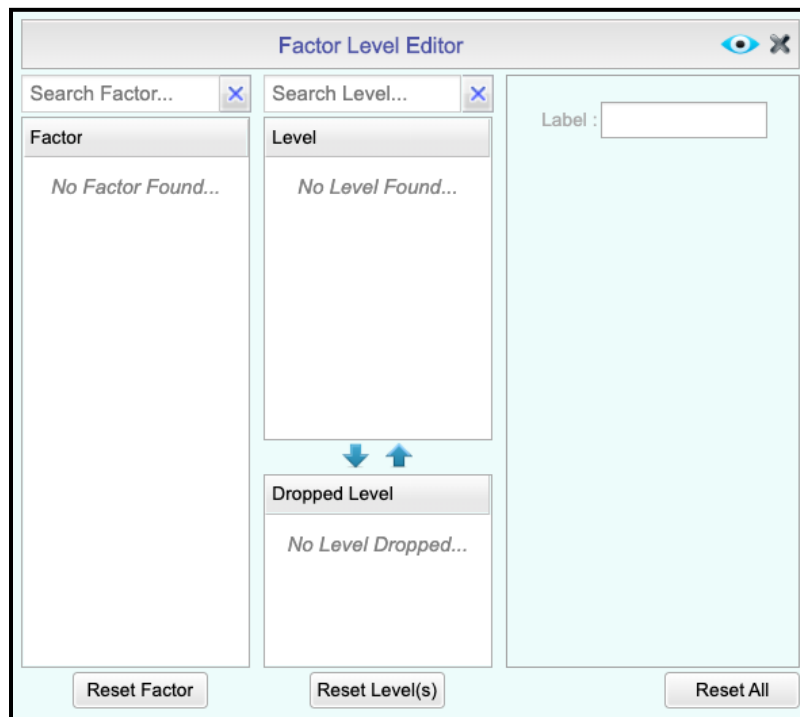 Factor Level Editor
Search Factor...
Search Level...
Label :
Factor
Level
No Factor Found...
No Level Found...
Dropped Level
No Level Dropped...
Reset Factor
Reset Level(s)
Reset All